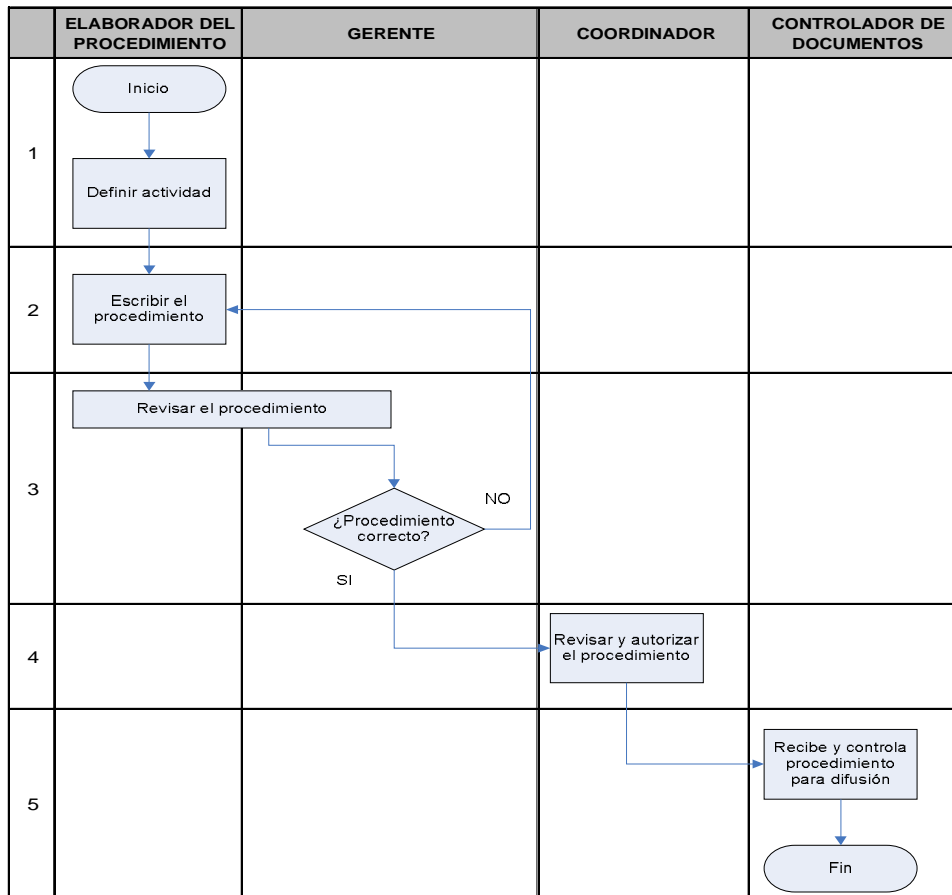 ELABORADOR DEL
PROCEDIMIENTO
GERENTE
COORDINADOR
CONTROLADOR DE
DOCUMENTOS
1
Inicio
Definir actividad
2
Escribir el
procedimiento
3
Revisar el procedimiento
¿Procedimiento
correcto?
NO
SI
4
Revisar y autorizar
el procedimiento
5
Recibe y controla
procedimiento
para difusión
Fin